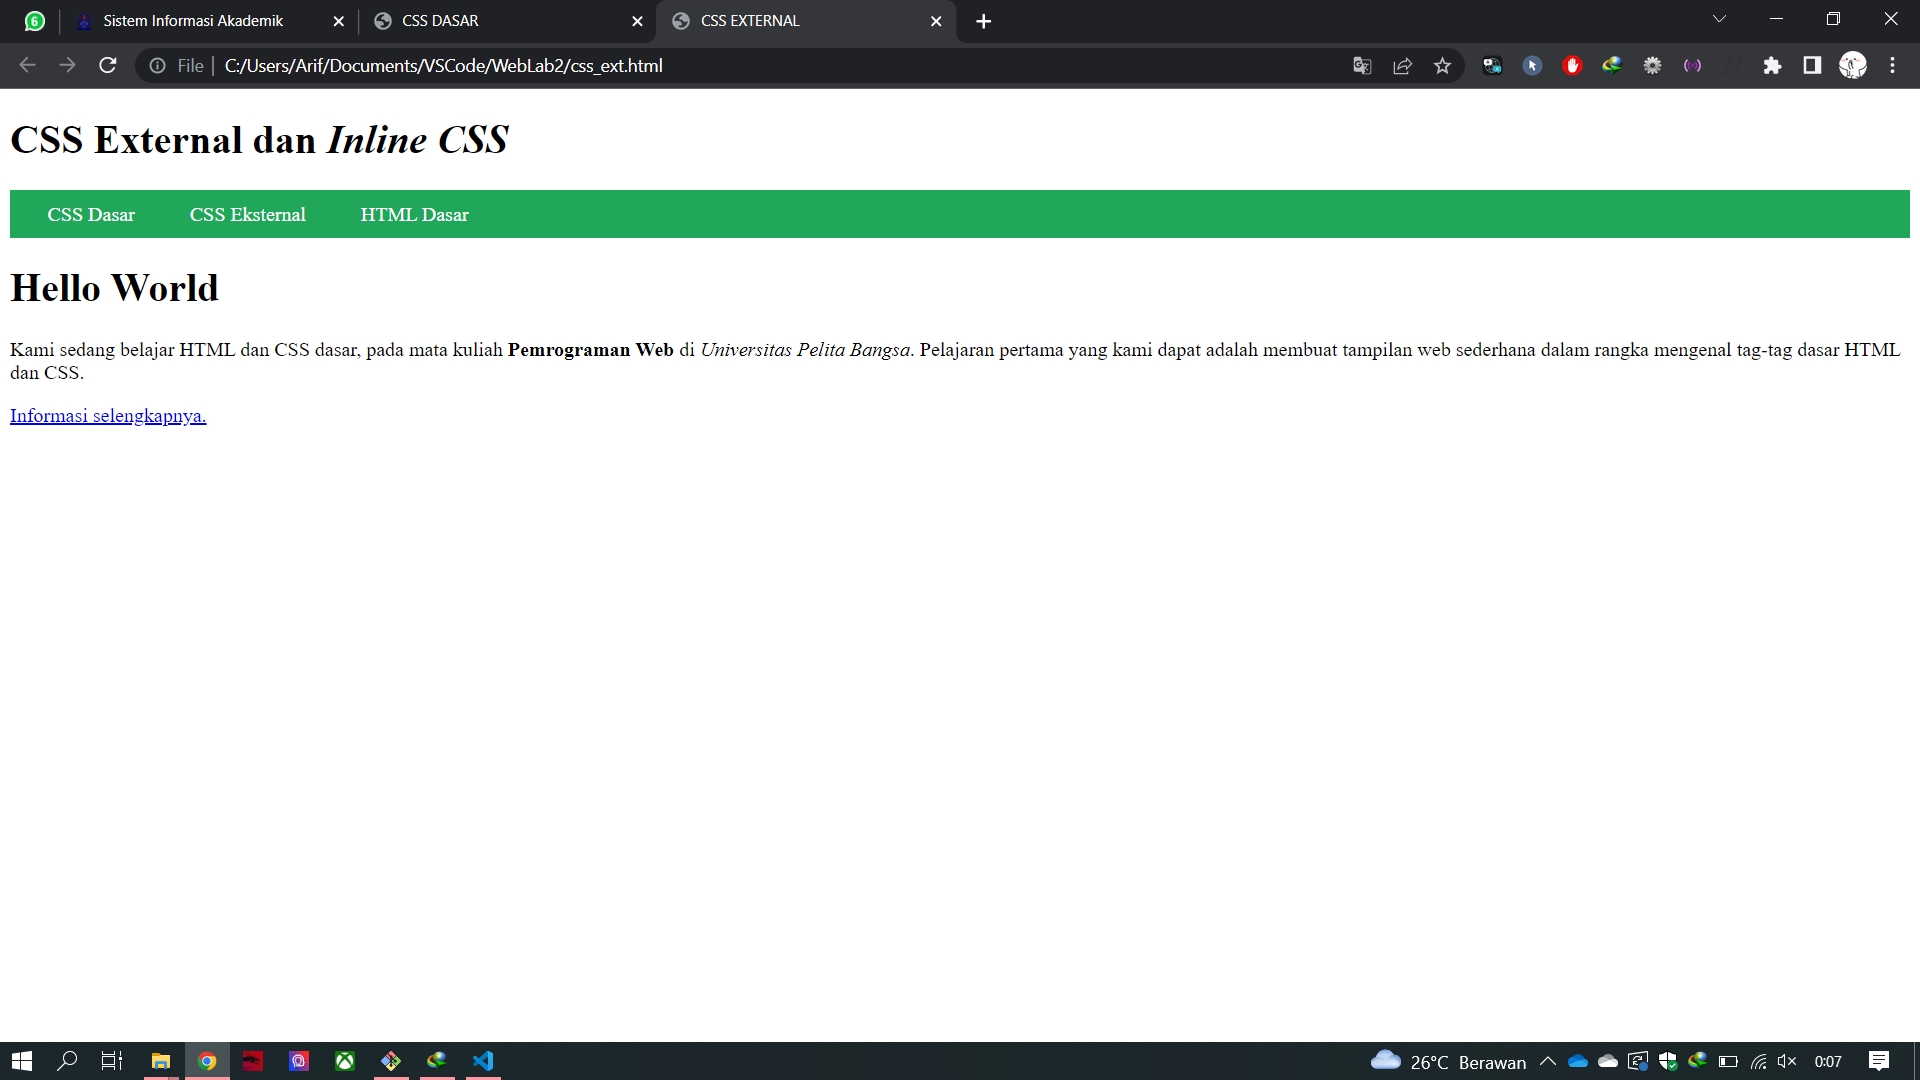 6
Sistem Informasi Akademik
CSS DASAR
CSS EXTERNAL
File
C:/Users/Arif/Documents/VSCode/WebLab2/css_ext.html
CSS External dan Inline CSS
CSS Dasar
CSS Eksternal
HTML Dasar
Hello World
Kami sedang belajar HTML dan CSS dasar, pada mata kuliah Pemrograman Web di Universitas Pelita Bangsa. Pelajaran pertama yang kami dapat adalah membuat tampilan web sederhana dalam rangka mengenal tag-tag dasar HTML
dan CSS.
Informasi selengkapnya.
26°C Berawan
0:07